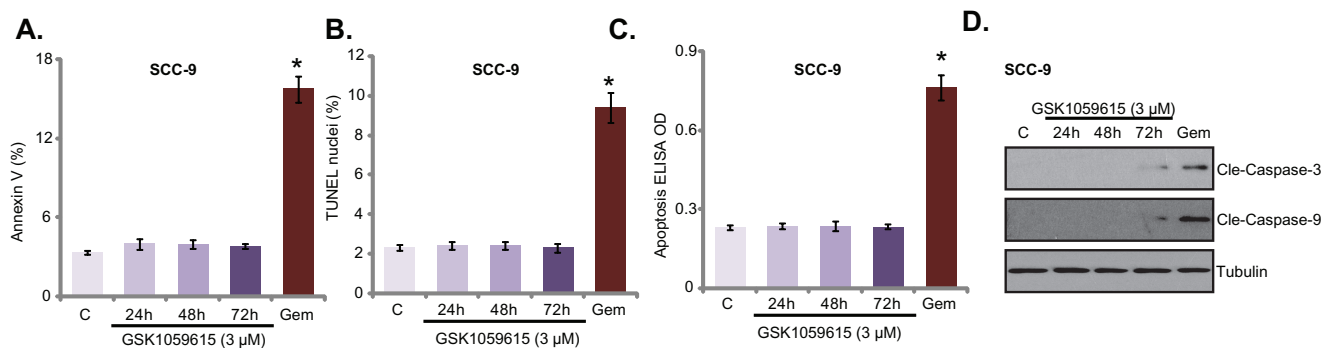 A.
SCC-9
Annexin V (%)
18
12
6
0
*
C
24h
48h
72h
Gem
GSK1059615 (3 µM)
B.
SCC-9
TUNEL nudei (%)
12
10
8
6
4
2
0
*
C
24h
48h
72h
Gem
GSK1059615 (3 µM)
C.
SCC-9
Apoptosis ELISA OD
0.9
0.6
0.3
0
*
C
24h
48h
72h
Gem
GSK1059615 (3 µM)
D.
SCC-9
GSK1059615 (3 µM)
C 24h 48h 72h Gem
Cle-Caspase-3
Cle-Caspase-9
Tubulin